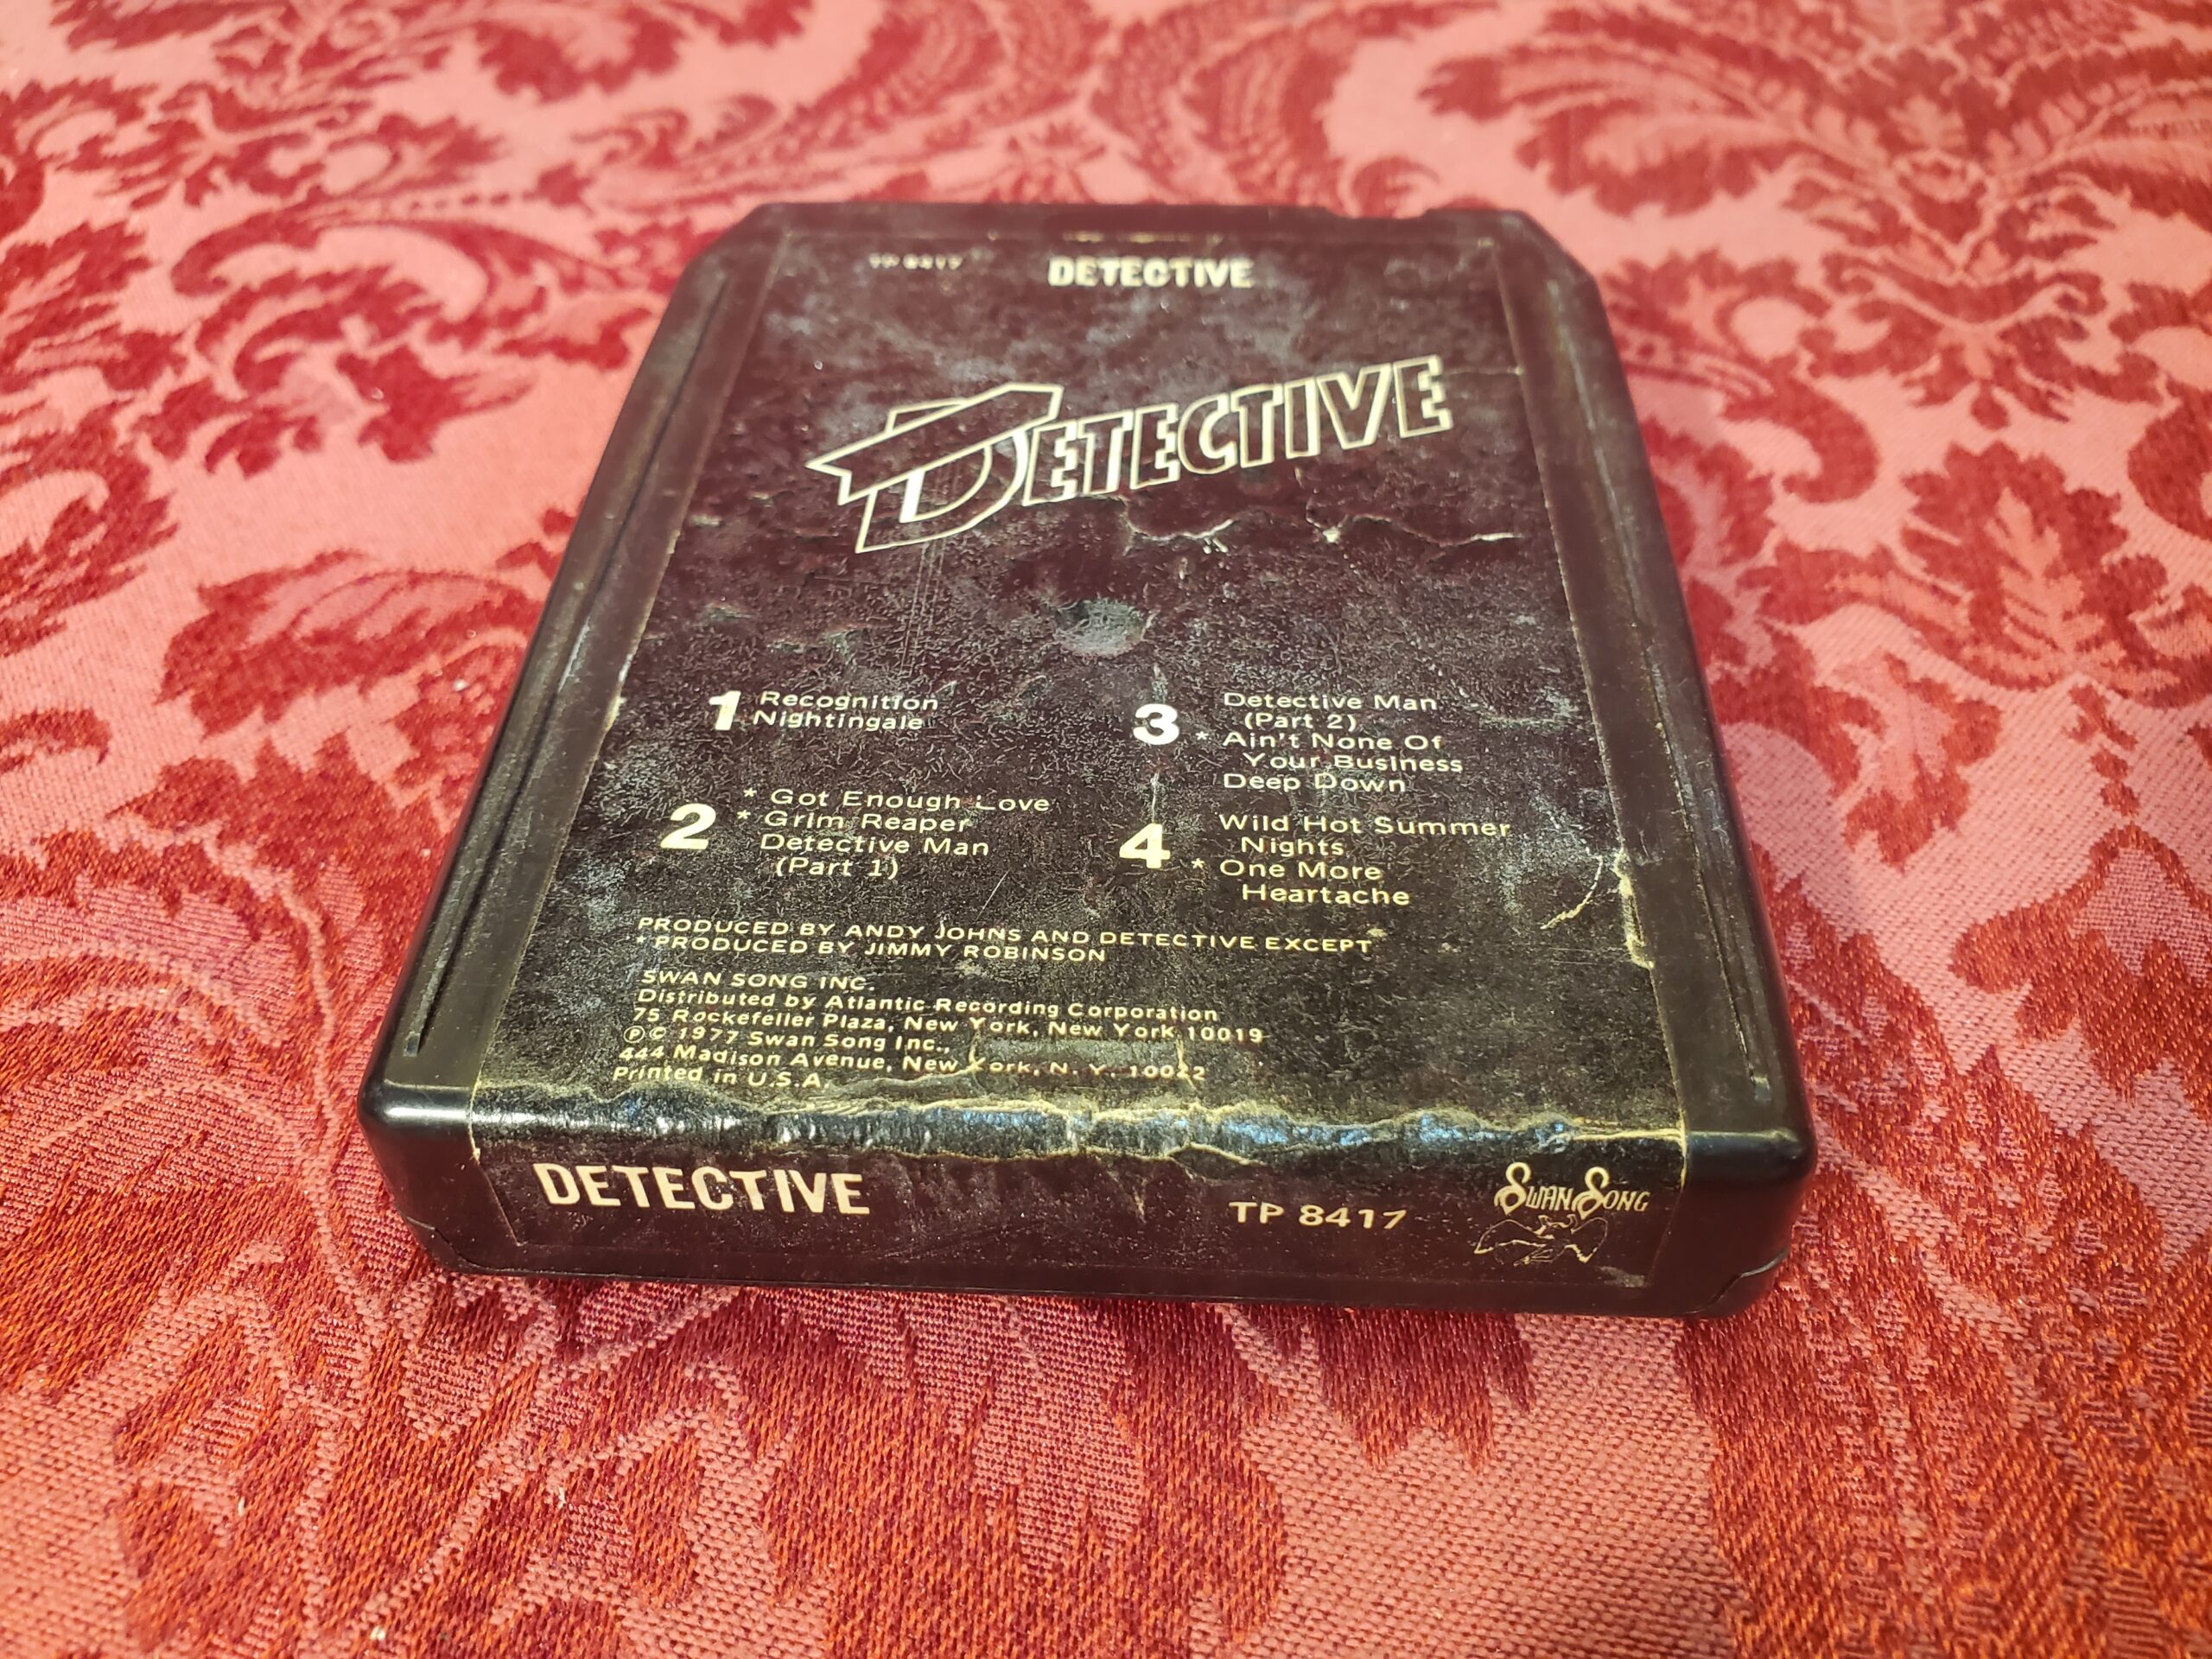 TP 8417 DETECTIVE
DETECTIVE
1 Recognition
Nightingale
2 * Got Enough Love
* Grim Reaper
Detective Man
(Part 1)
3 Detective Man
(Part 2)
* Ain't None Of
Your Business
Deep Down
4 Wild Hot Summer
Nights
* One More
Heartache
PRODUCED BY ANDY JOHNS AND DETECTIVE EXCEPT
* PRODUCED BY JIMMY ROBINSON
SWAN SONG INC.
Distributed by Atlantic Recording Corporation
75 Rockefeller Plaza, New York, New York 10019
℗© 1977 Swan Song Inc.,
444 Madison Avenue, New York, N. Y. 10022
Printed in U.S.A.
DETECTIVE TP 8417 SWAN SONG